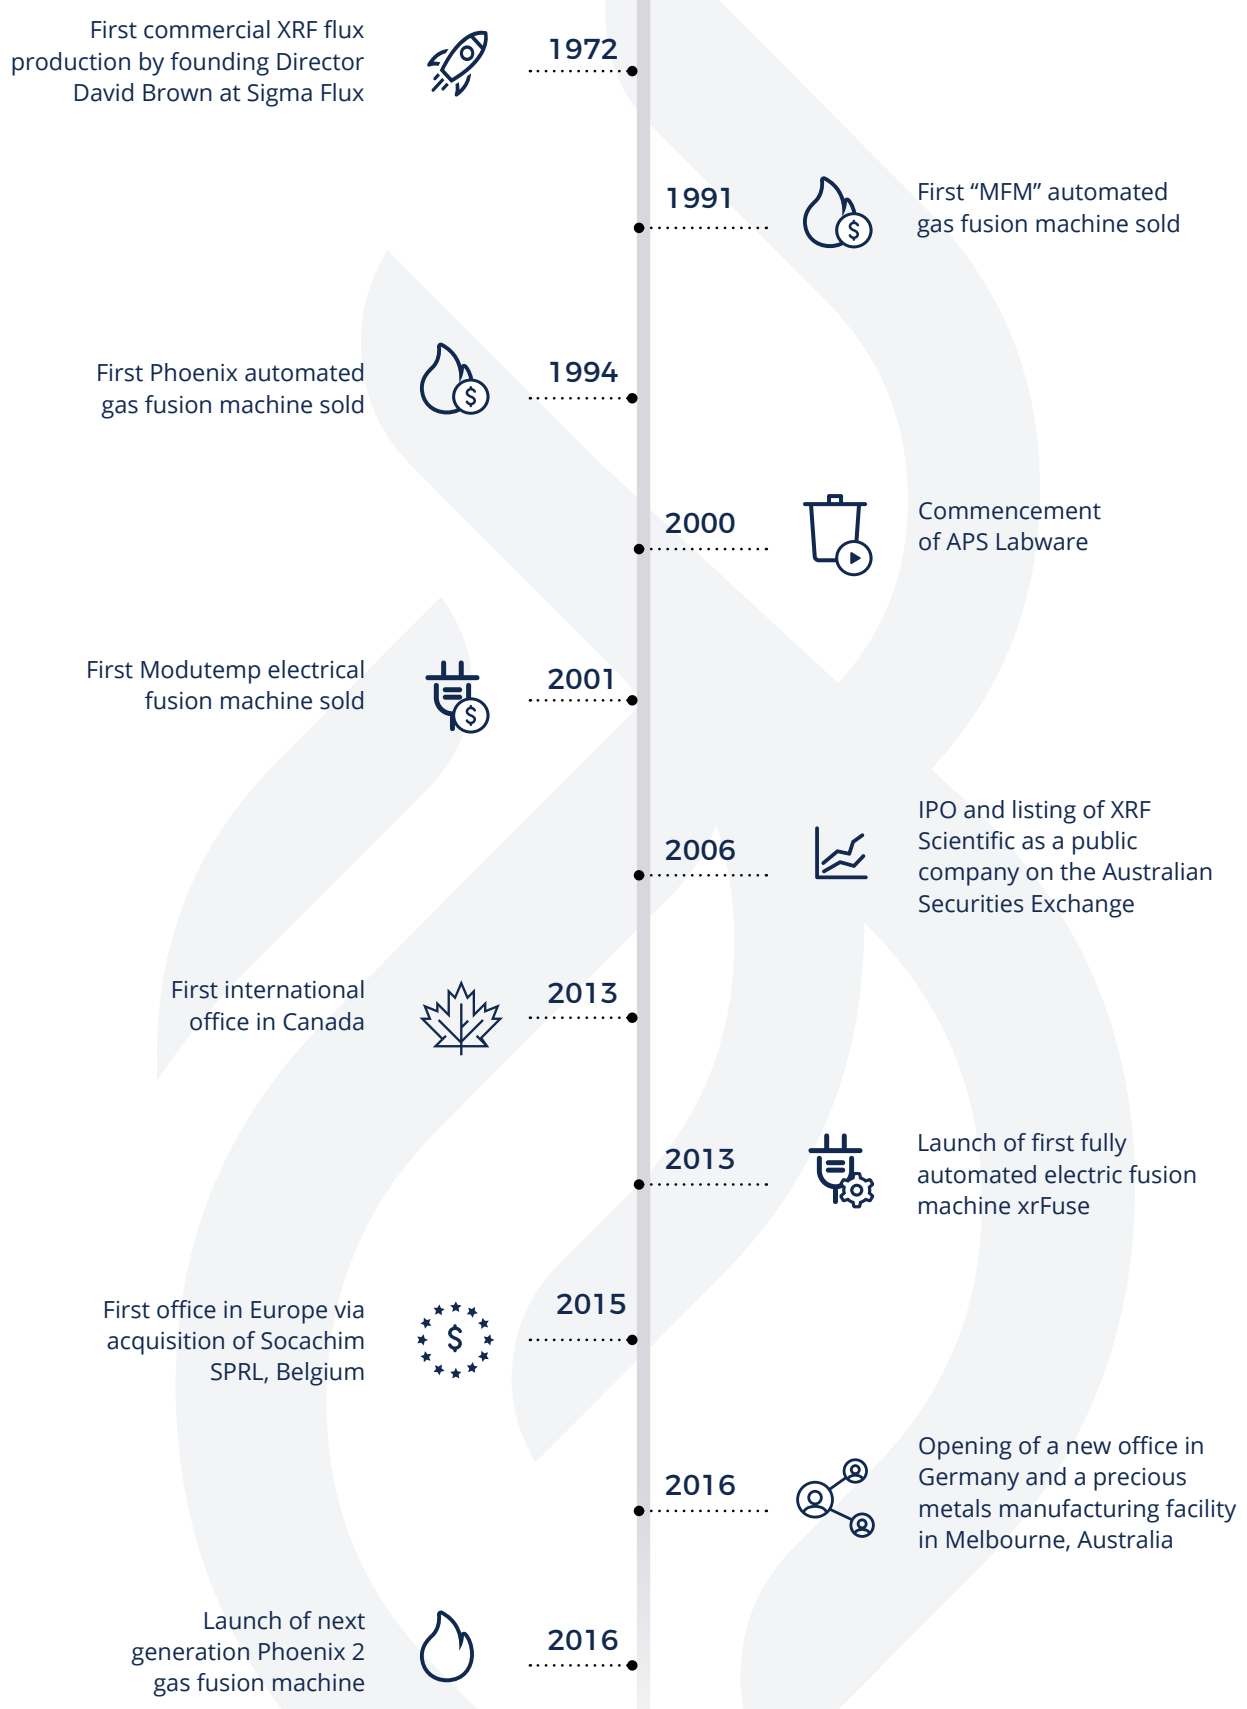 First commercial XRF flux
production by founding Director
David Brown at Sigma Flux
1972
1991
First “MFM” automated
gas fusion machine sold
First Phoenix automated
gas fusion machine sold
1994
2000
Commencement
of APS Labware
First Modutemp electrical
fusion machine sold
2001
2006
IPO and listing of XRF
Scientific as a public
company on the Australian
Securities Exchange
First international
office in Canada
2013
2013
Launch of first fully
automated electric fusion
machine xrFuse
First office in Europe via
acquisition of Socachim
SPRL, Belgium
2015
2016
Opening of a new office in
Germany and a precious
metals manufacturing facility
in Melbourne, Australia
Launch of next
generation Phoenix 2
gas fusion machine
2016